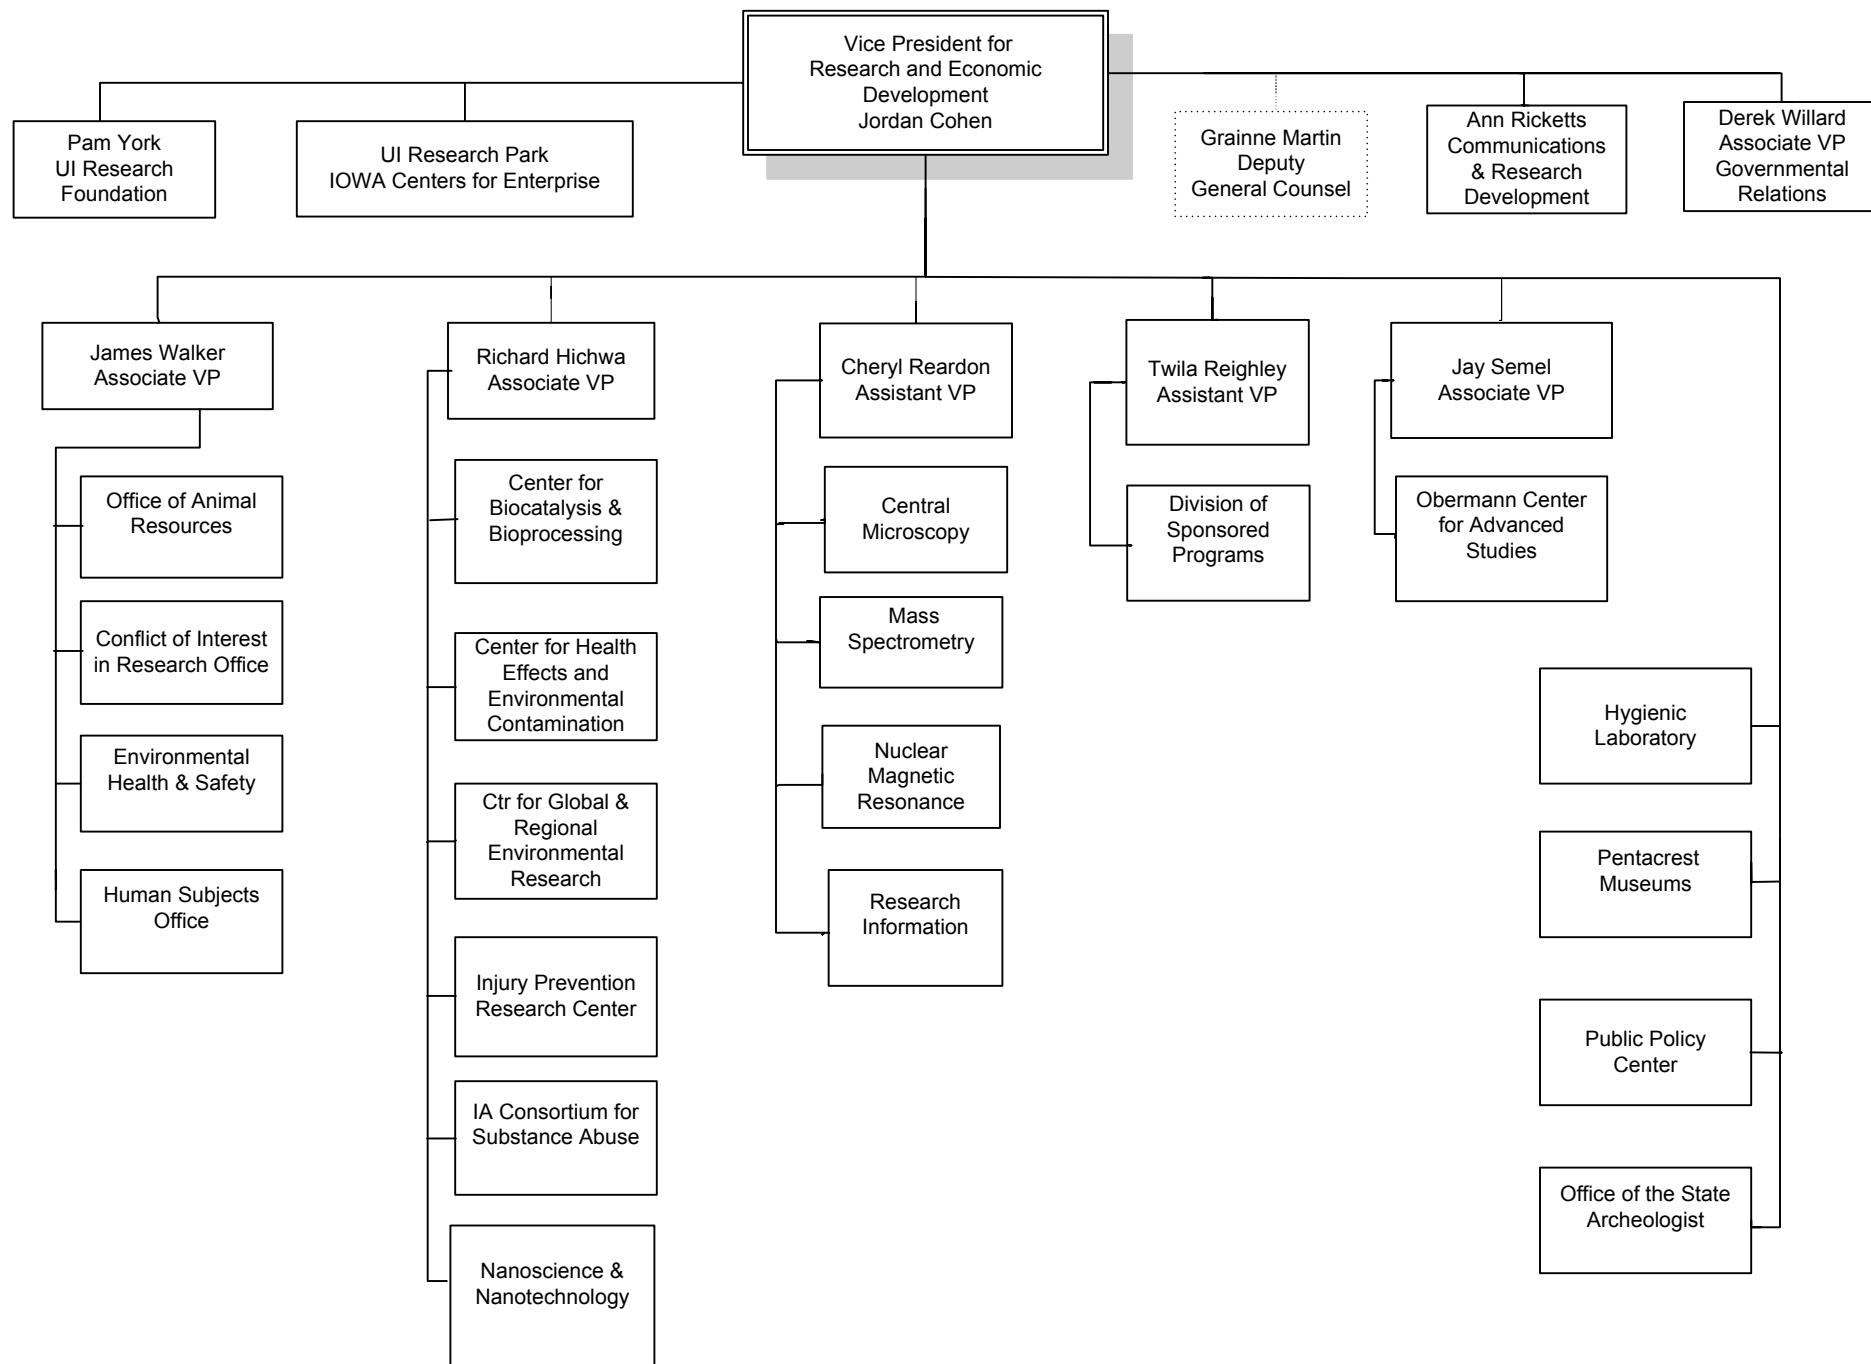 Vice President for
Research and Economic
Development
Jordan Cohen
Pam York
UI Research
Foundation
UI Research Park
IOWA Centers for Enterprise
Grainne Martin
Deputy
General Counsel
Ann Ricketts
Communications
& Research
Development
Derek Willard
Associate VP
Governmental
Relations
James Walker
Associate VP
Office of Animal
Resources
Conflict of Interest
in Research Office
Environmental
Health & Safety
Human Subjects
Office
Richard Hichwa
Associate VP
Center for
Biocatalysis &
Bioprocessing
Center for Health
Effects and
Environmental
Contamination
Ctr for Global &
Regional
Environmental
Research
Injury Prevention
Research Center
IA Consortium for
Substance Abuse
Nanoscience &
Nanotechnology
Cheryl Reardon
Assistant VP
Central
Microscopy
Mass
Spectrometry
Nuclear
Magnetic
Resonance
Research
Information
Twila Reighley
Assistant VP
Division of
Sponsored
Programs
Jay Semel
Associate VP
Obermann Center
for Advanced
Studies
Hygienic
Laboratory
Pentacrest
Museums
Public Policy
Center
Office of the State
Archeologist